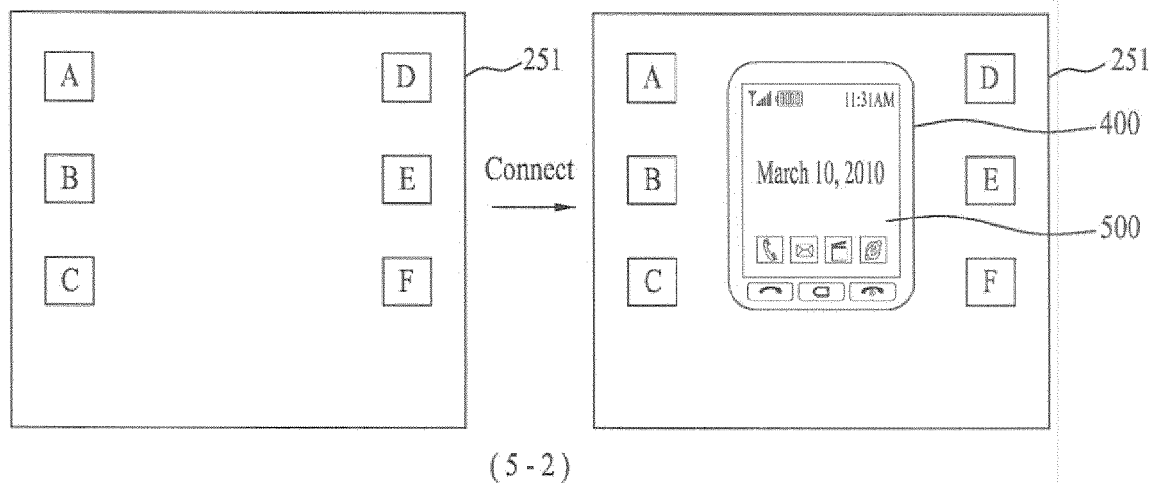 A D 251
B E
C F
Connect
A D 251
11:31AM
400
March 10, 2010
B E
500
C F
(5-2)